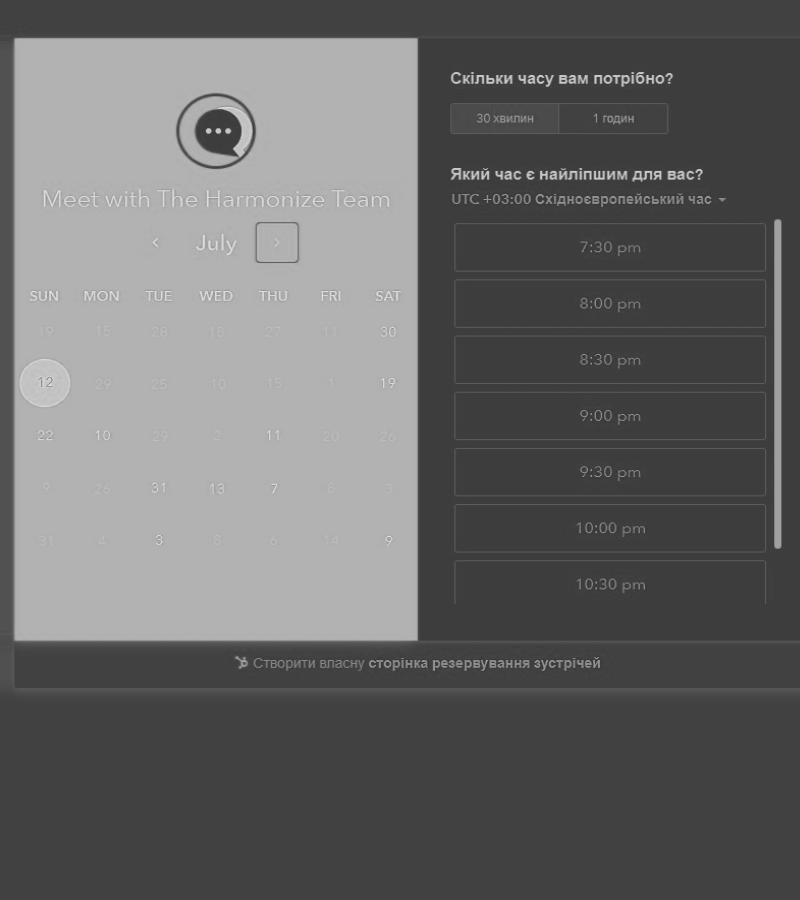 Meet with The Harmonize Team
July
SUN MON TUE WED THU FRI SAT
19 15 28 18 27 11 30
12 29 25 10 15 1 19
22 10 29 2 11 20 26
9 26 31 13 7 8 3
31 4 3 8 6 14 9
Скільки часу вам потрібно?
30 хвилин 1 годин
Який час є найліпшим для вас?
UTC +03:00 Східноєвропейський час
7:30 pm
8:00 pm
8:30 pm
9:00 pm
9:30 pm
10:00 pm
10:30 pm
Створити власну сторінка резервування зустрічей